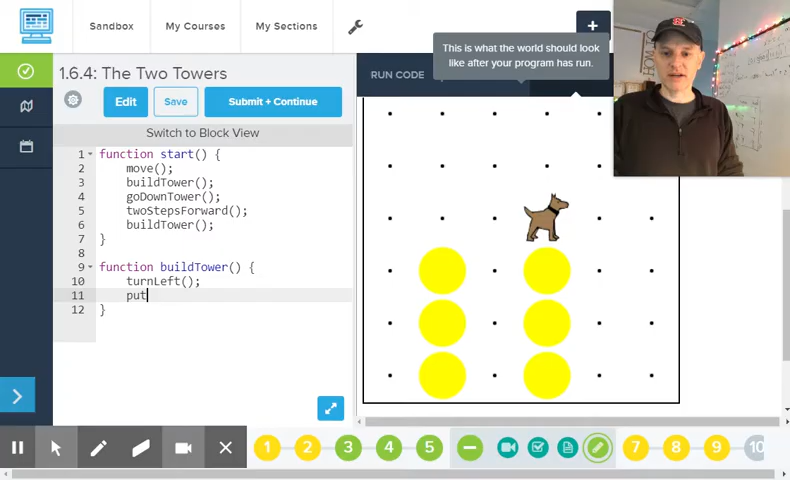 Sandbox
My Courses
My Sections
+
This is what the world should look
like after your program has run.
1.6.4: The Two Towers
RUN CODE
Edit
Save
Submit + Continue
Switch to Block View
1 function start() {
2 move();
3 buildTower();
4 goDownTower();
5 twoStepsForward();
6 buildTower();
7 }
8
9 function buildTower() {
10 turnLeft();
11 put
12 }
1 2 3 4 5 7 8 9 10